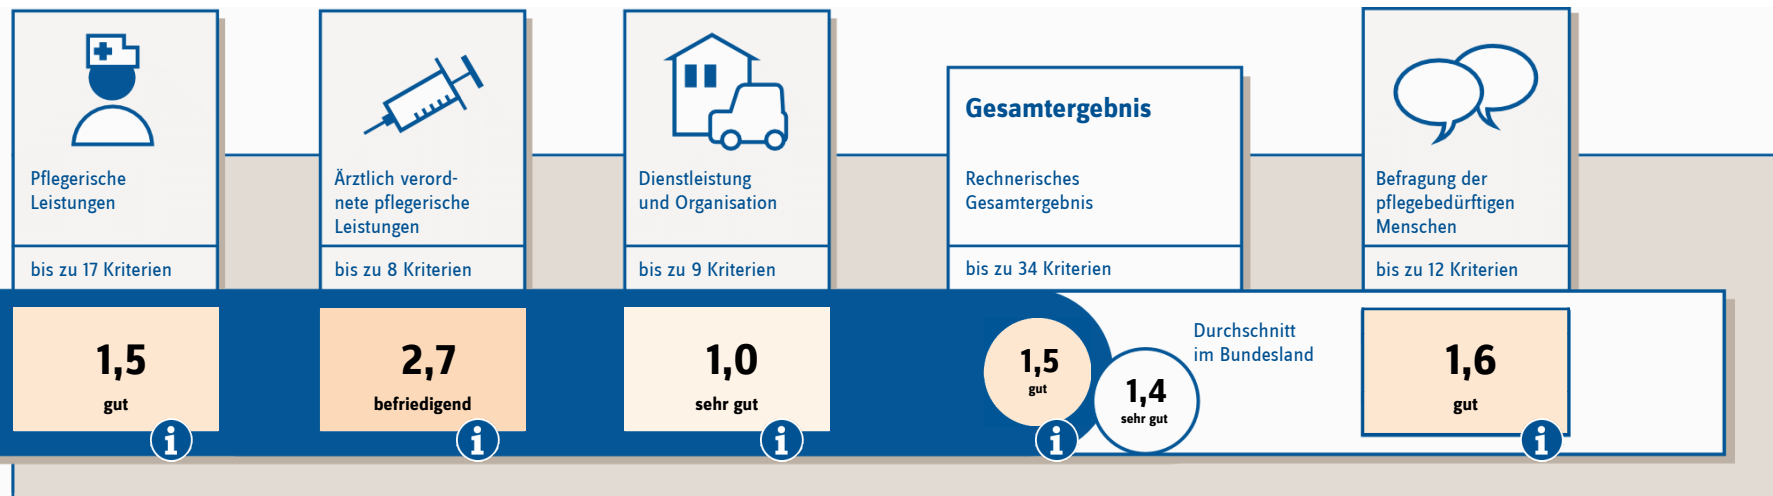 Pflegerische
Leistungen
bis zu 17 Kriterien
1,5
gut
i
Ärztlich verord-
nete pflegerische
Leistungen
bis zu 8 Kriterien
2,7
befriedigend
i
Dienstleistung
und Organisation
bis zu 9 Kriterien
1,0
sehr gut
i
Gesamtergebnis
Rechnerisches
Gesamtergebnis
bis zu 34 Kriterien
1,5
gut
i
Durchschnitt
im Bundesland
1,4
sehr gut
Befragung der
pflegebedürftigen
Menschen
bis zu 12 Kriterien
1,6
gut
i